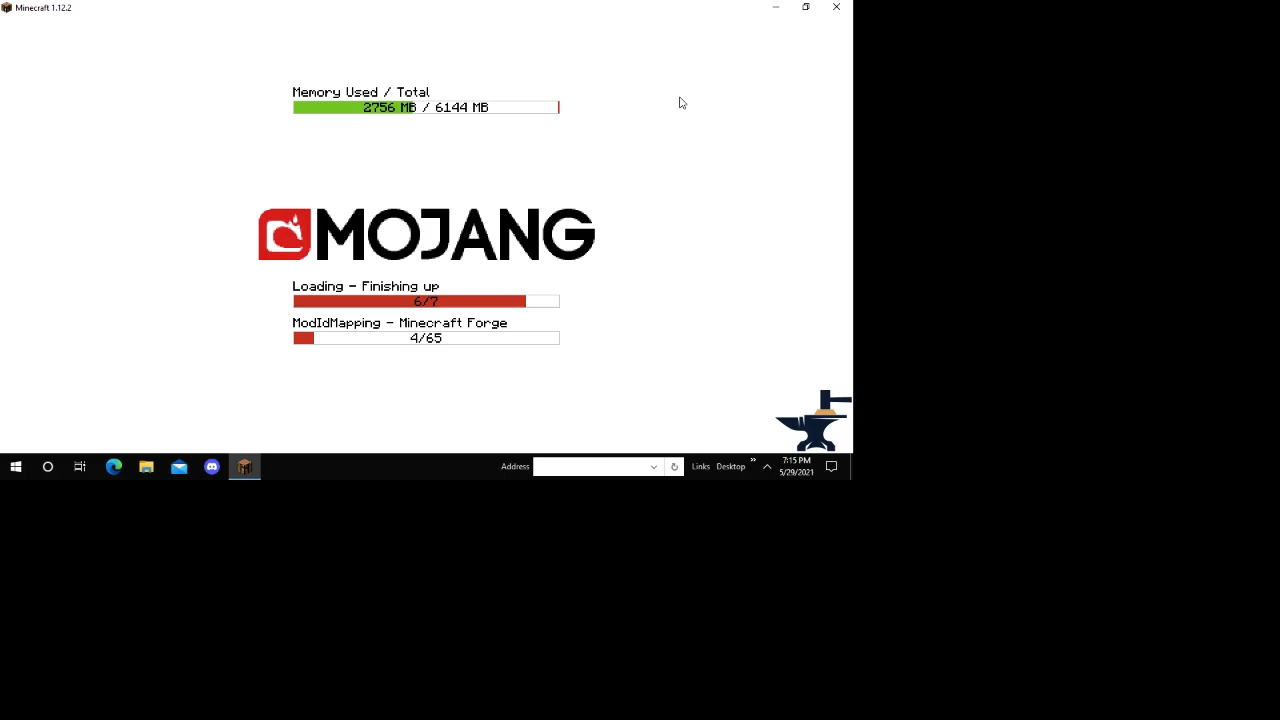 Minecraft 1.12.2
Memory Used / Total
2756 MB / 6144 MB
MOJANG
Loading - Finishing up
6/7
ModIdMapping - Minecraft Forge
4/65
Address
Links
Desktop
»
7:15 PM
5/29/2021